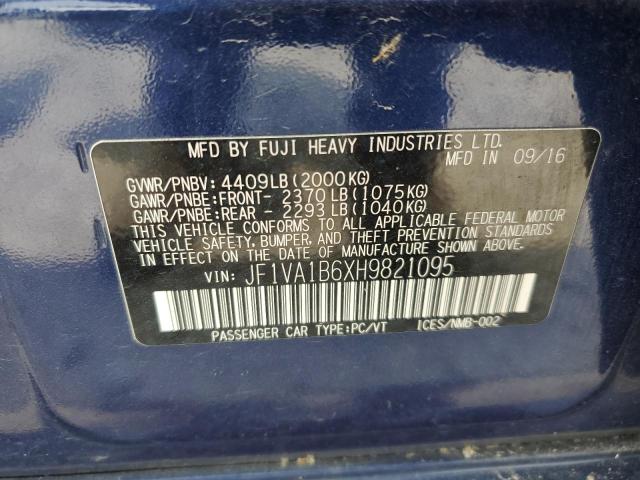 MFD BY FUJI HEAVY INDUSTRIES LTD.
MFD IN 09/16
GVWR/PNBV: 4409LB(2000KG)
GAWR/PNBE:FRONT- 2370LB(1075KG)
GAWR/PNBE:REAR - 2293LB(1040KG)
THIS VEHICLE CONFORMS TO ALL APPLICABLE FEDERAL MOTOR
VEHICLE SAFETY, BUMPER, AND THEFT PREVENTION STANDARDS
IN EFFECT ON THE DATE OF MANUFACTURE SHOWN ABOVE.
VIN: JF1VA1B6XH9821095
PASSENGER CAR TYPE:PC/VT ICES/NMB-002